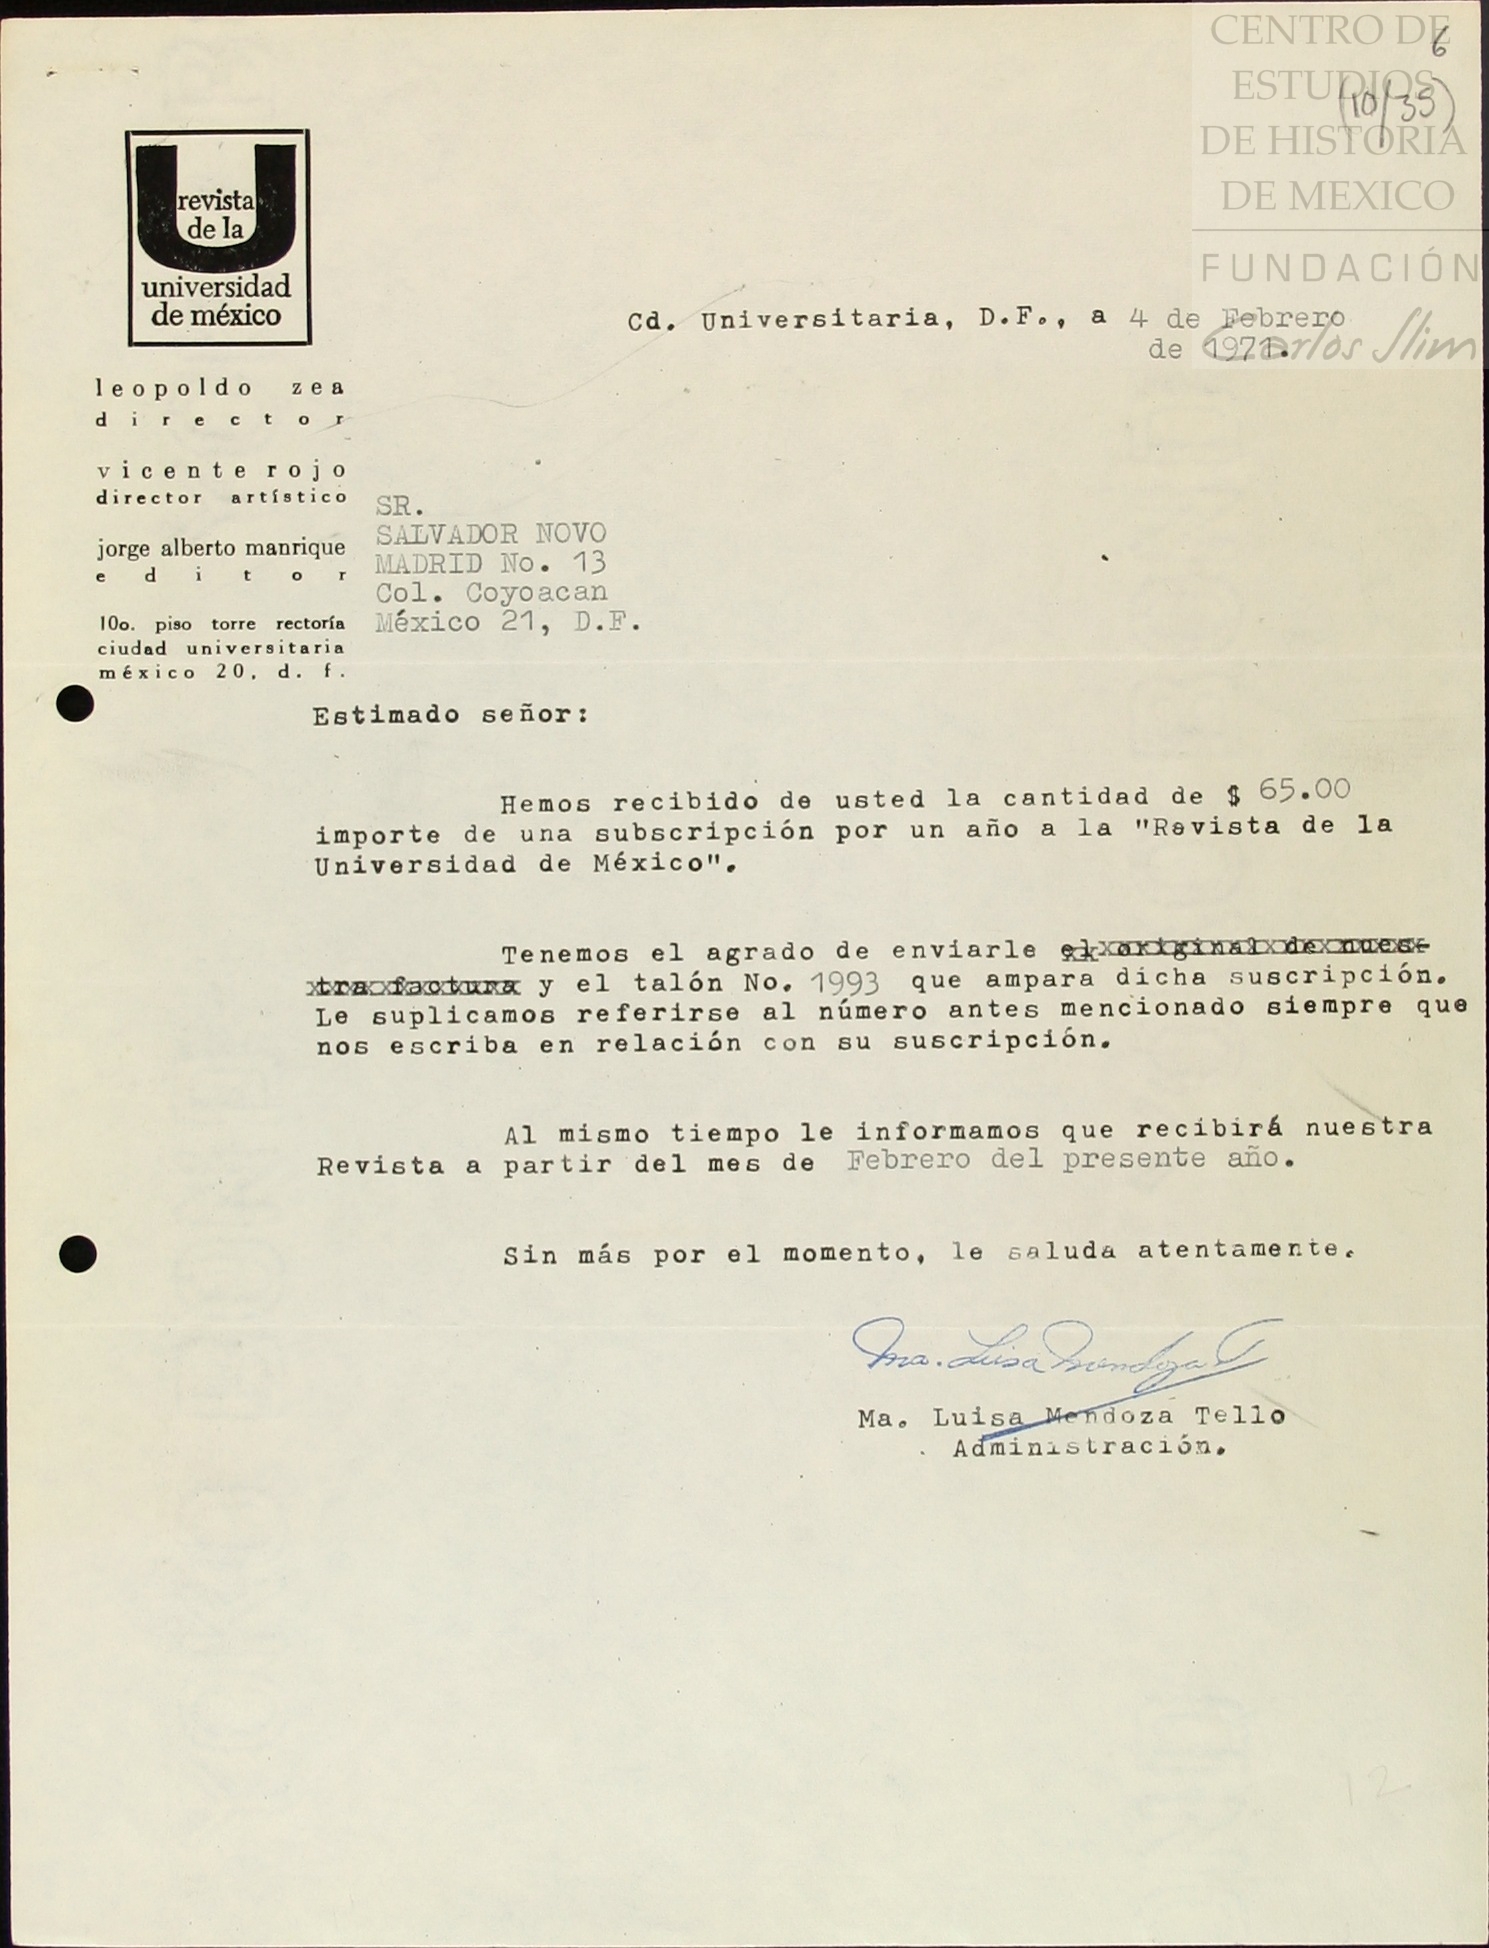 CENTRO DE
ESTUDIOS
DE HISTORIA
DE MEXICO
FUNDACIÓN
Carlos Slim
6
(10/35)
revista
de la
universidad
de méxico
Cd. Universitaria, D.F., a 4 de Febrero
de 1971.
leopoldo zea
director
vicente rojo
director artístico
jorge alberto manrique
editor
10o. piso torre rectoría
ciudad universitaria
méxico 20, d. f.
SR.
SALVADOR NOVO
MADRID No. 13
Col. Coyoacan
México 21, D.F.
Estimado señor:
Hemos recibido de usted la cantidad de $ 65.00
importe de una subscripción por un año a la "Revista de la
Universidad de México".
Tenemos el agrado de enviarle el original de nues-
tra factura y el talón No. 1993 que ampara dicha suscripción.
Le suplicamos referirse al número antes mencionado siempre que
nos escriba en relación con su suscripción.
Al mismo tiempo le informamos que recibirá nuestra
Revista a partir del mes de Febrero del presente año.
Sin más por el momento, le saluda atentamente.
Ma. Luisa Mendoza T
Ma. Luisa Mendoza Tello
Administración.
12